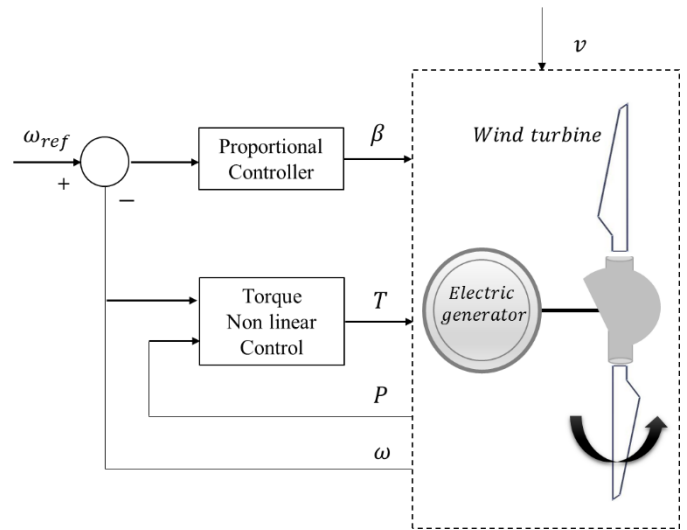 v
ω_ref
+
−
Proportional
Controller
β
Wind turbine
Torque
Non linear
Control
T
Electric
generator
P
ω